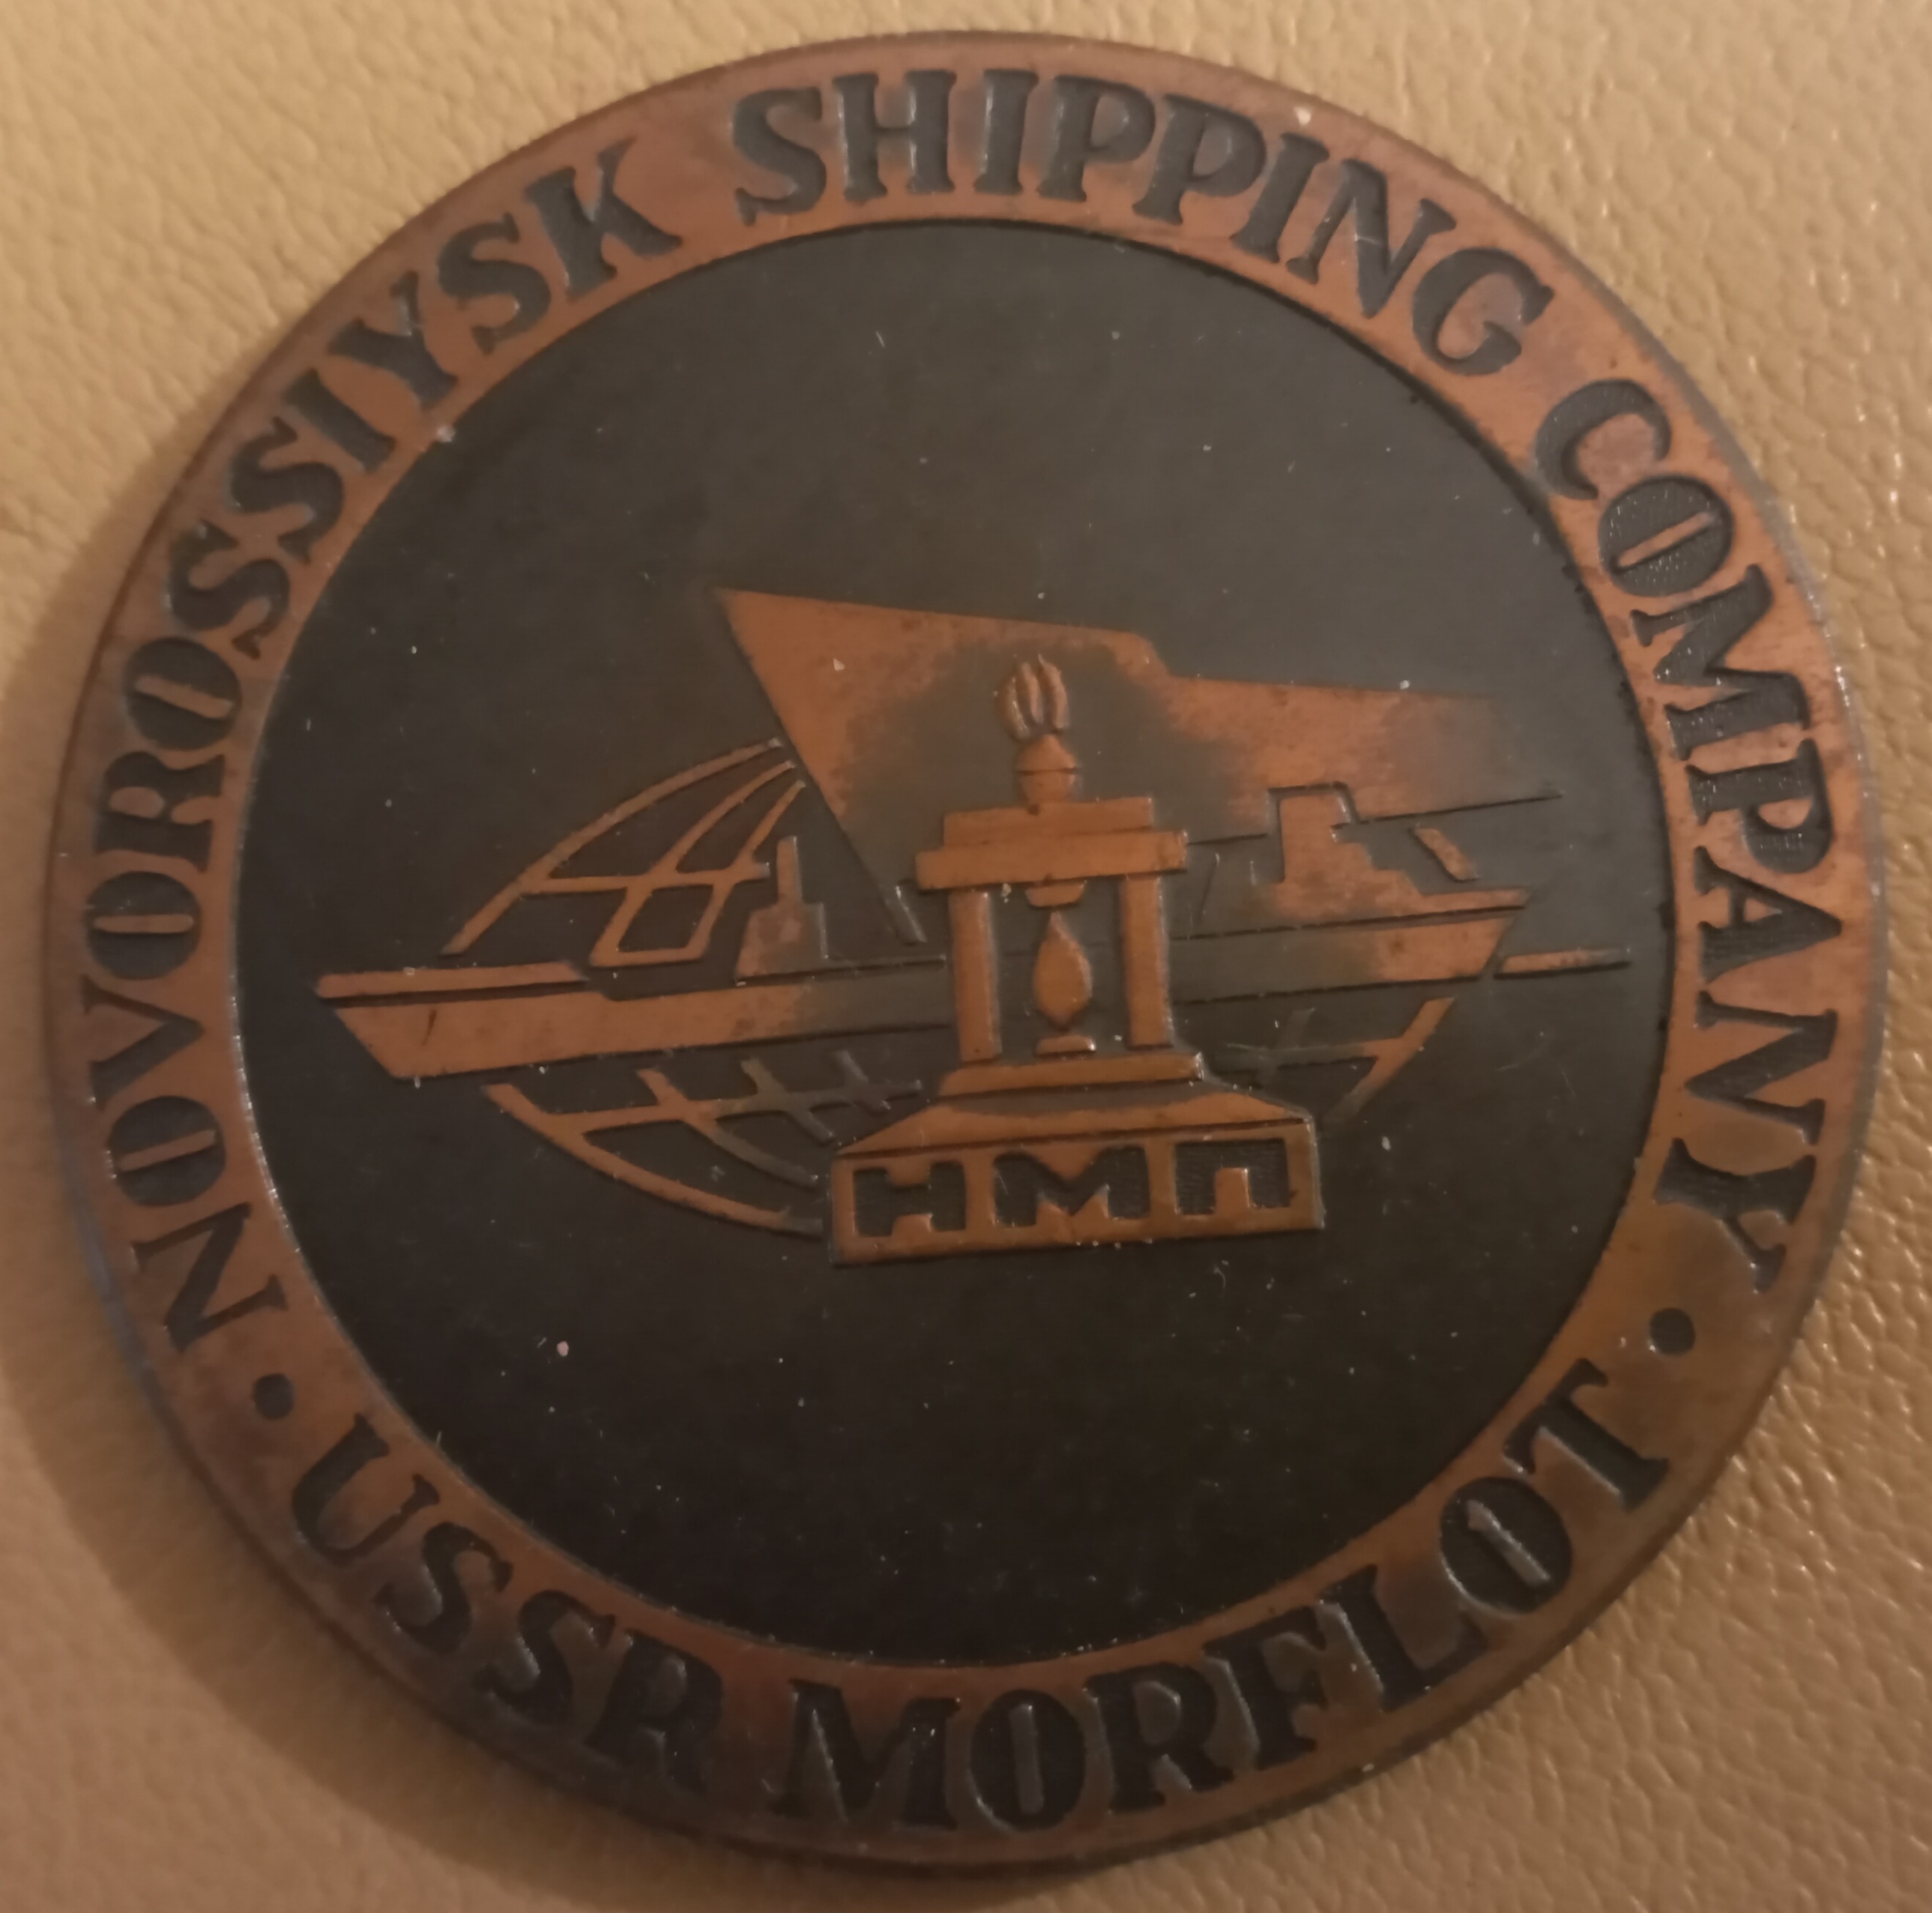 NOVOROSSIYSK SHIPPING COMPANY
НМП
• USSR MORFLOT •